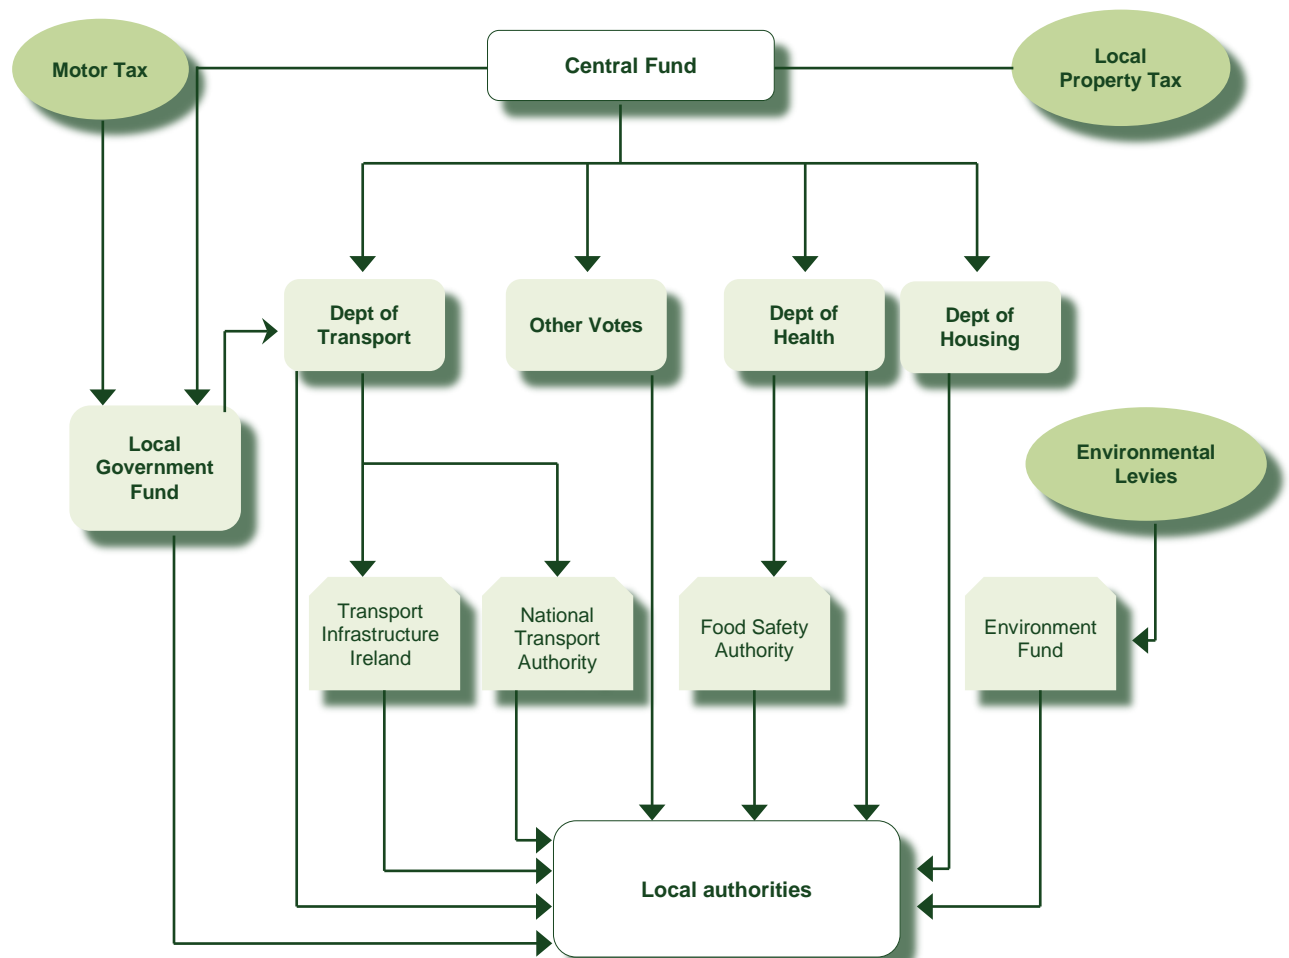 Motor Tax
Central Fund
Local
Property Tax
Dept of
Transport
Other Votes
Dept of
Health
Dept of
Housing
Local
Government
Fund
Environmental
Levies
Transport
Infrastructure
Ireland
National
Transport
Authority
Food Safety
Authority
Environment
Fund
Local authorities